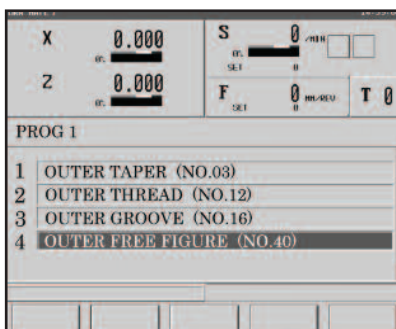 X 0.000
Z 0.000
S 0 /MIN
SET 0
F 0 MM/REV
SET 0
T 0
PROG 1
1 OUTER TAPER (NO.03)
2 OUTER THREAD (NO.12)
3 OUTER GROOVE (NO.16)
4 OUTER FREE FIGURE (NO.40)